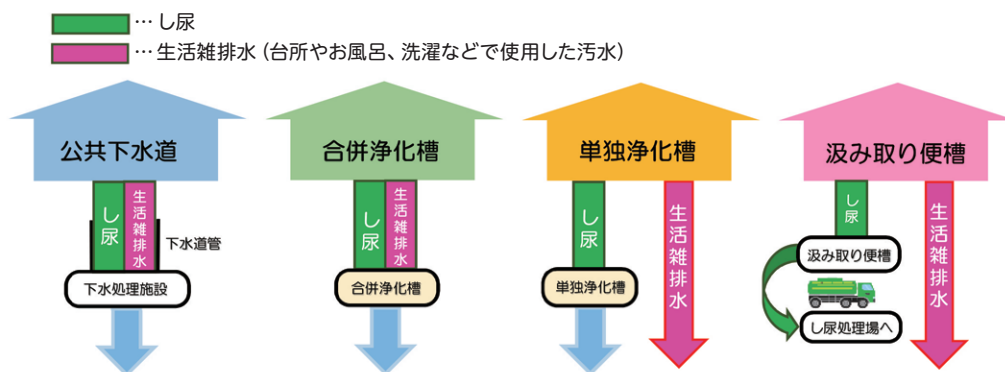 …し尿
…生活雑排水(台所やお風呂、洗濯などで使用した汚水)
公共下水道
し尿
生活雑排水
下水道管
下水処理施設
合併浄化槽
し尿
生活雑排水
合併浄化槽
単独浄化槽
し尿
生活雑排水
単独浄化槽
汲み取り便槽
し尿
生活雑排水
汲み取り便槽
し尿処理場へ